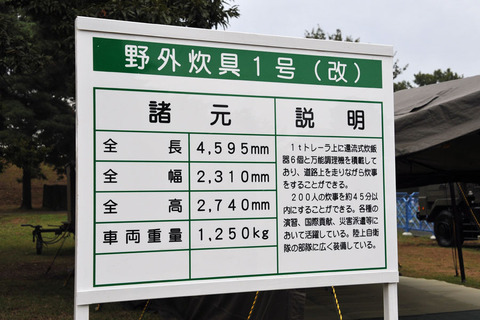 野外炊具1号(改)
諸元
全長 4,595mm
全幅 2,310mm
全高 2,740mm
車両重量 1,250kg
説明
1tトレーラ上に還流式炊飯
器6個と万能調理機を積載して
おり、道路上を走りながら炊事を
することができる。
200人の炊事を約45分以
内にすることができる。各種の
演習、国際貢献、災害派遣等に
おいて活躍している。陸上自衛
隊の部隊に広く装備している。